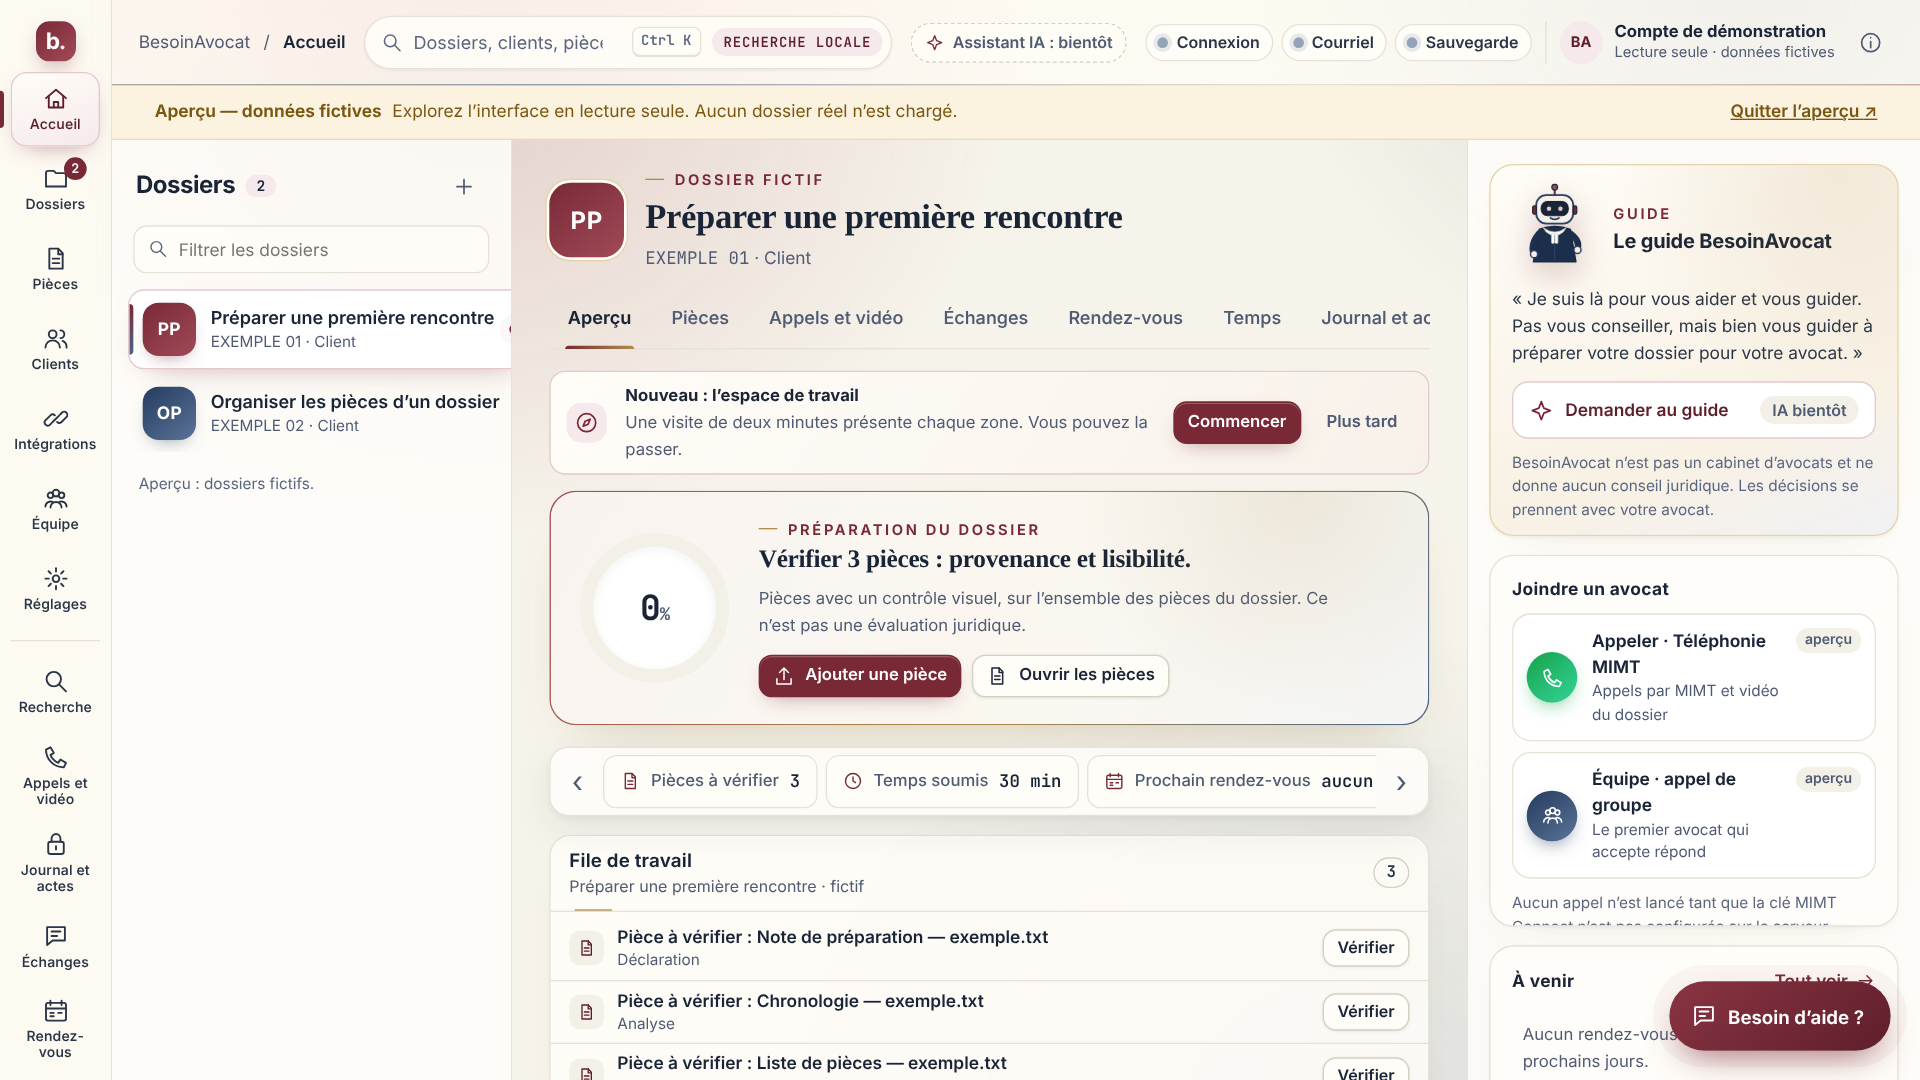 b.
BesoinAvocat / Accueil
Dossiers, clients, pièc
Ctrl K
RECHERCHE LOCALE
Assistant IA : bientôt
Connexion
Courriel
Sauvegarde
BA
Compte de démonstration
Lecture seule · données fictives
Accueil
2
Dossiers
Pièces
Clients
Intégrations
Équipe
Réglages
Recherche
Appels et
vidéo
Journal et
actes
Échanges
Rendez-
vous
Aperçu — données fictives Explorez l’interface en lecture seule. Aucun dossier réel n’est chargé.
Quitter l’aperçu ↗
Dossiers 2
Filtrer les dossiers
PP
Préparer une première rencontre
EXEMPLE 01 · Client
OP
Organiser les pièces d’un dossier
EXEMPLE 02 · Client
Aperçu : dossiers fictifs.
PP
DOSSIER FICTIF
Préparer une première rencontre
EXEMPLE 01 · Client
Aperçu
Pièces
Appels et vidéo
Échanges
Rendez-vous
Temps
Journal et ac
Nouveau : l’espace de travail
Une visite de deux minutes présente chaque zone. Vous pouvez la
passer.
Commencer
Plus tard
0%
PRÉPARATION DU DOSSIER
Vérifier 3 pièces : provenance et lisibilité.
Pièces avec un contrôle visuel, sur l’ensemble des pièces du dossier. Ce
n’est pas une évaluation juridique.
Ajouter une pièce
Ouvrir les pièces
‹
Pièces à vérifier 3
Temps soumis 30 min
Prochain rendez-vous aucun
›
File de travail
Préparer une première rencontre · fictif
3
Pièce à vérifier : Note de préparation — exemple.txt
Déclaration
Vérifier
Pièce à vérifier : Chronologie — exemple.txt
Analyse
Vérifier
Pièce à vérifier : Liste de pièces — exemple.txt
Vérifier
GUIDE
Le guide BesoinAvocat
« Je suis là pour vous aider et vous guider.
Pas vous conseiller, mais bien vous guider à
préparer votre dossier pour votre avocat. »
Demander au guide
IA bientôt
BesoinAvocat n’est pas un cabinet d’avocats et ne
donne aucun conseil juridique. Les décisions se
prennent avec votre avocat.
Joindre un avocat
Appeler · Téléphonie
MIMT
aperçu
Appels par MIMT et vidéo
du dossier
Équipe · appel de
groupe
aperçu
Le premier avocat qui
accepte répond
Aucun appel n’est lancé tant que la clé MIMT
Connect n’est pas configurée sur le serveur.
À venir
Tout voir →
Aucun rendez-vous
prochains jours.
Besoin d’aide ?